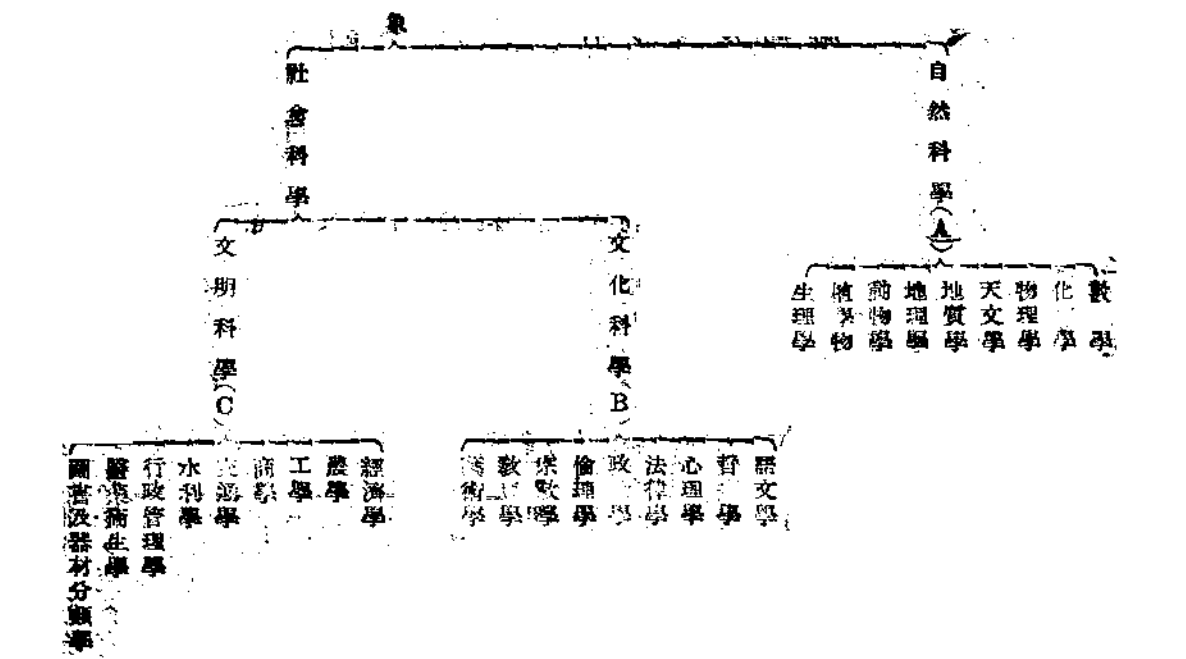 象
自然科學(A)
數學
化學
物理學
天文學
地質學
地理學
動物學
植物
生理學
社會科學
文化科學(B)
語文學
哲學
心理學
法律學
政學
倫理學
宗教學
教學
藝術學
文明科學(C)
經濟學
農學
工學
商學
交通學
水利學
行政管理學
醫藥衛生學
圖書及器材分類學